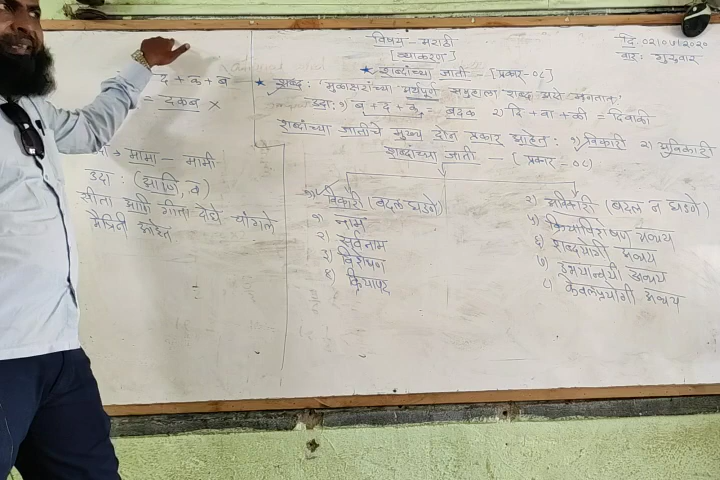 विषय - मराठी
[व्याकरण]
दि. ०२/०७/२०२०
वार: गुरुवार
★ शब्दांच्या जाती - [प्रकार - ०८]
★ शब्द: 'मुळाक्षरांच्या अर्थपूर्ण समुहाला शब्द असे म्हणतात.'
उदा: १) ब + द + क = बदक २) दि + वा + की = दिवाकी
शब्दांच्या जातीचे मुख्य दोन प्रकार आहेत: १) विकारी २) अविकारी
शब्दांच्या जाती - ( प्रकार - ०८)
१) विकारी (बदल घडणे)
१) नाम
२) सर्वनाम
३) विशेषण
४) क्रियापद
२) अविकारी (बदल न घडणे)
५) क्रियाविशेषण अव्यय
६) शब्दयोगी अव्यय
७) उभयान्वयी अव्यय
८) केवलप्रयोगी अव्यय
द + क + ब
= दकब ×
→ मामा - मामी
उदा: (आणि, व)
सीता आणि गीता दोघे चांगले
मैत्रिनी आहेत